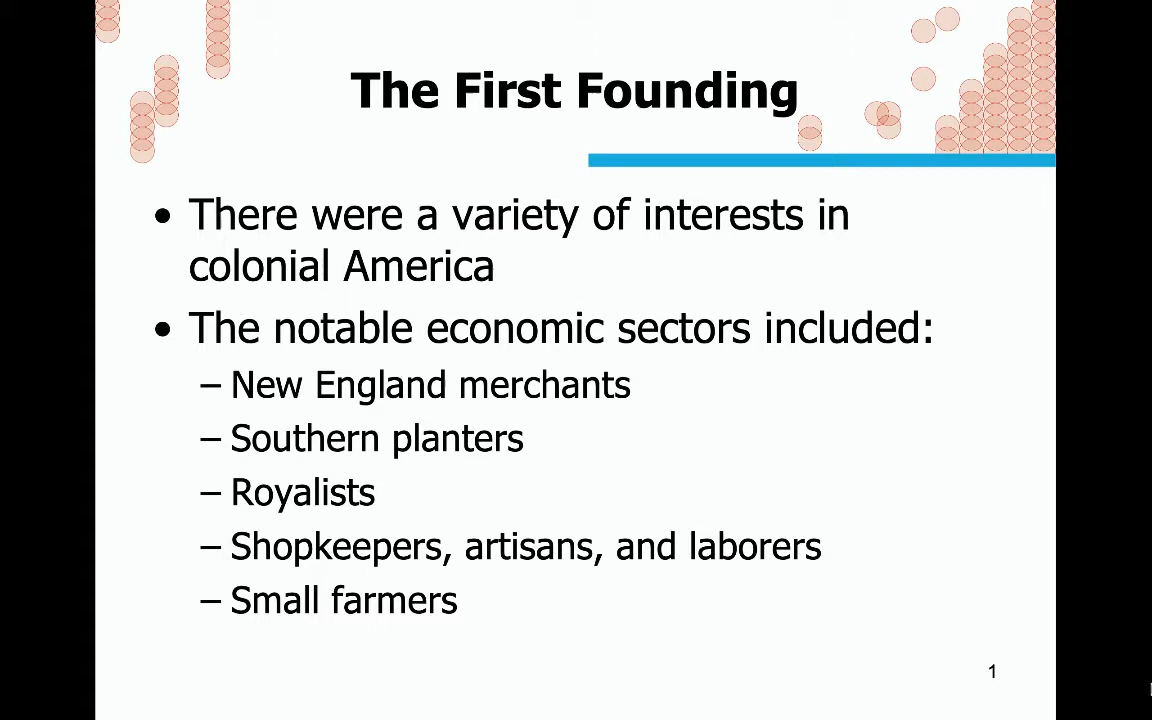 The First Founding
• There were a variety of interests in
colonial America
• The notable economic sectors included:
– New England merchants
– Southern planters
– Royalists
– Shopkeepers, artisans, and laborers
– Small farmers
1